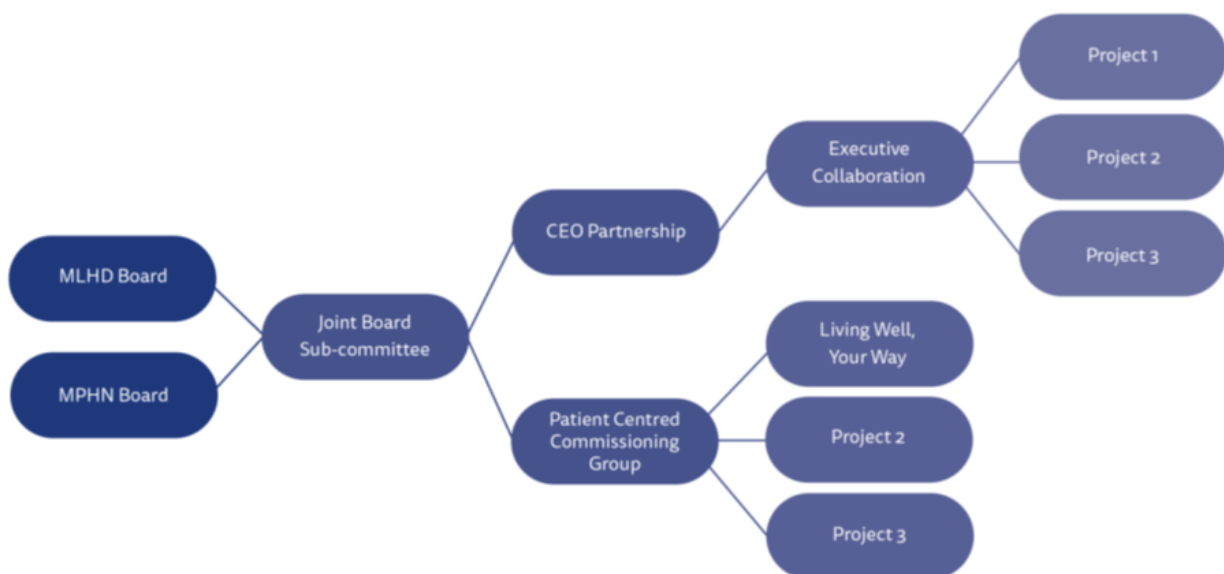 MLHD Board
MPHN Board
Joint Board
Sub-committee
CEO Partnership
Executive
Collaboration
Project 1
Project 2
Project 3
Patient Centred
Commissioning
Group
Living Well,
Your Way
Project 2
Project 3